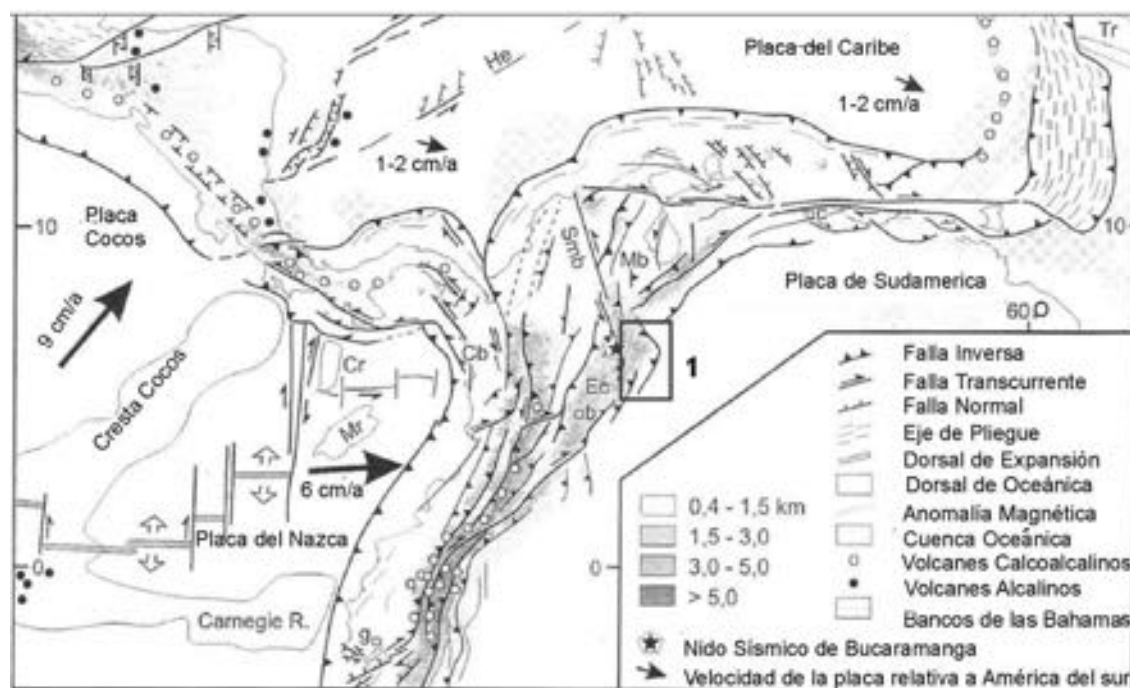 Tr
Placa del Caribe
He
1-2 cm/a
1-2 cm/a
Placa
Cocos
10
10
9 cm/a
Smb
Mb
Placa de Sudamerica
60
1
Cb
Cr
Cresta Cocos
Mr
6 cm/a
Placa del Nazca
0
0
Carnegie R.
g
Falla Inversa
Falla Transcurrente
Falla Normal
Eje de Pliegue
Dorsal de Expansión
Dorsal de Oceánica
Anomalía Magnética
Cuenca Oceánica
Volcanes Calcoalcalinos
Volcanes Alcalinos
Bancos de las Bahamas
0,4 - 1,5 km
1,5 - 3,0
3,0 - 5,0
> 5,0
Nido Sísmico de Bucaramanga
Velocidad de la placa relativa a América del sur